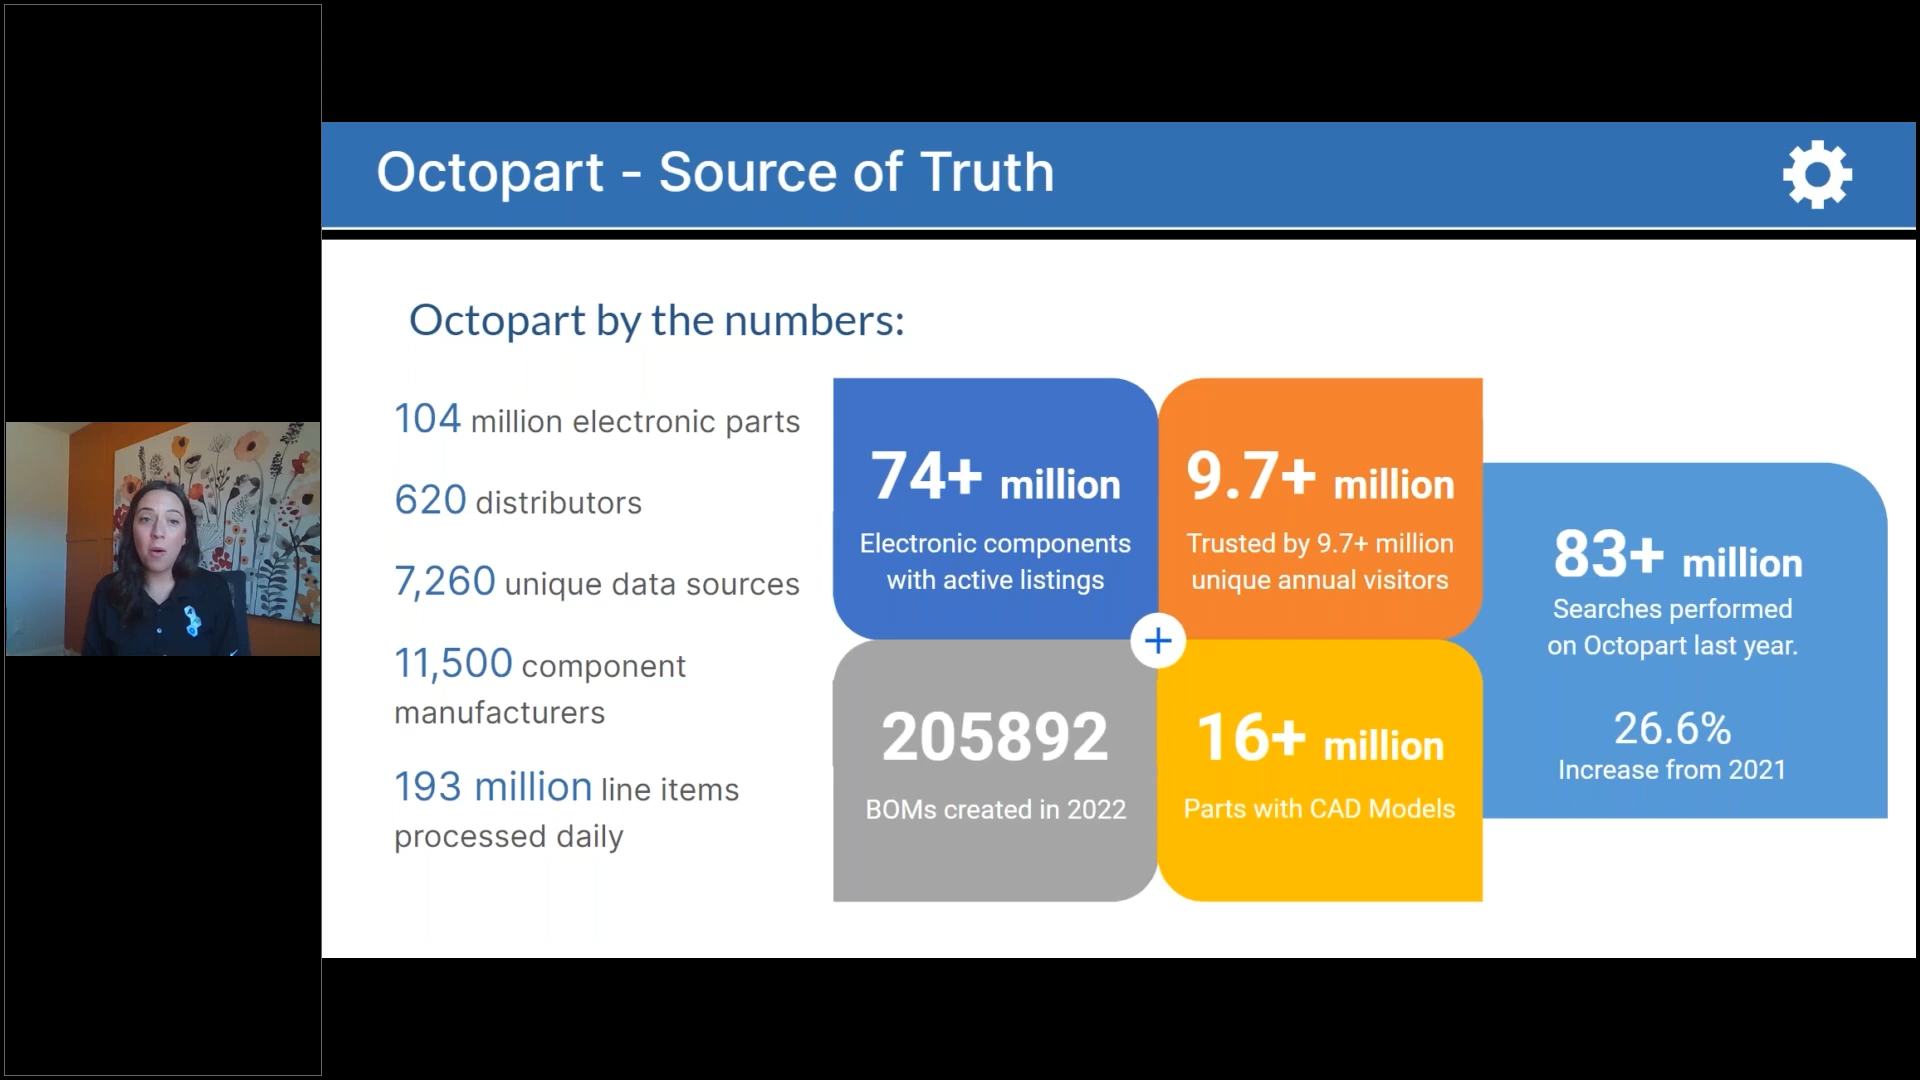 Octopart - Source of Truth
Octopart by the numbers:
104 million electronic parts
620 distributors
7,260 unique data sources
11,500 component
manufacturers
193 million line items
processed daily
74+ million
Electronic components
with active listings
9.7+ million
Trusted by 9.7+ million
unique annual visitors
205892
BOMs created in 2022
16+ million
Parts with CAD Models
83+ million
Searches performed
on Octopart last year.
26.6%
Increase from 2021